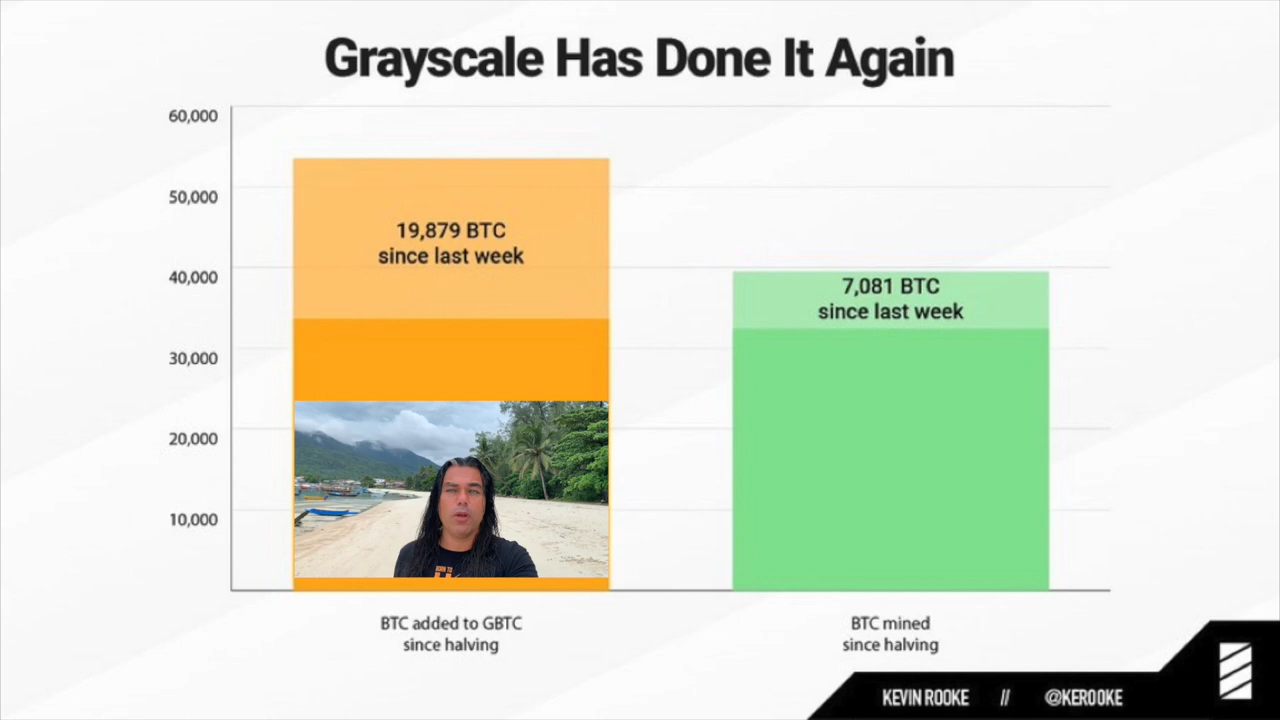 Grayscale Has Done It Again
60,000
50,000
40,000
30,000
20,000
10,000
19,879 BTC
since last week
7,081 BTC
since last week
BORN TO
BTC added to GBTC
since halving
BTC mined
since halving
KEVIN ROOKE // @KEROOKE